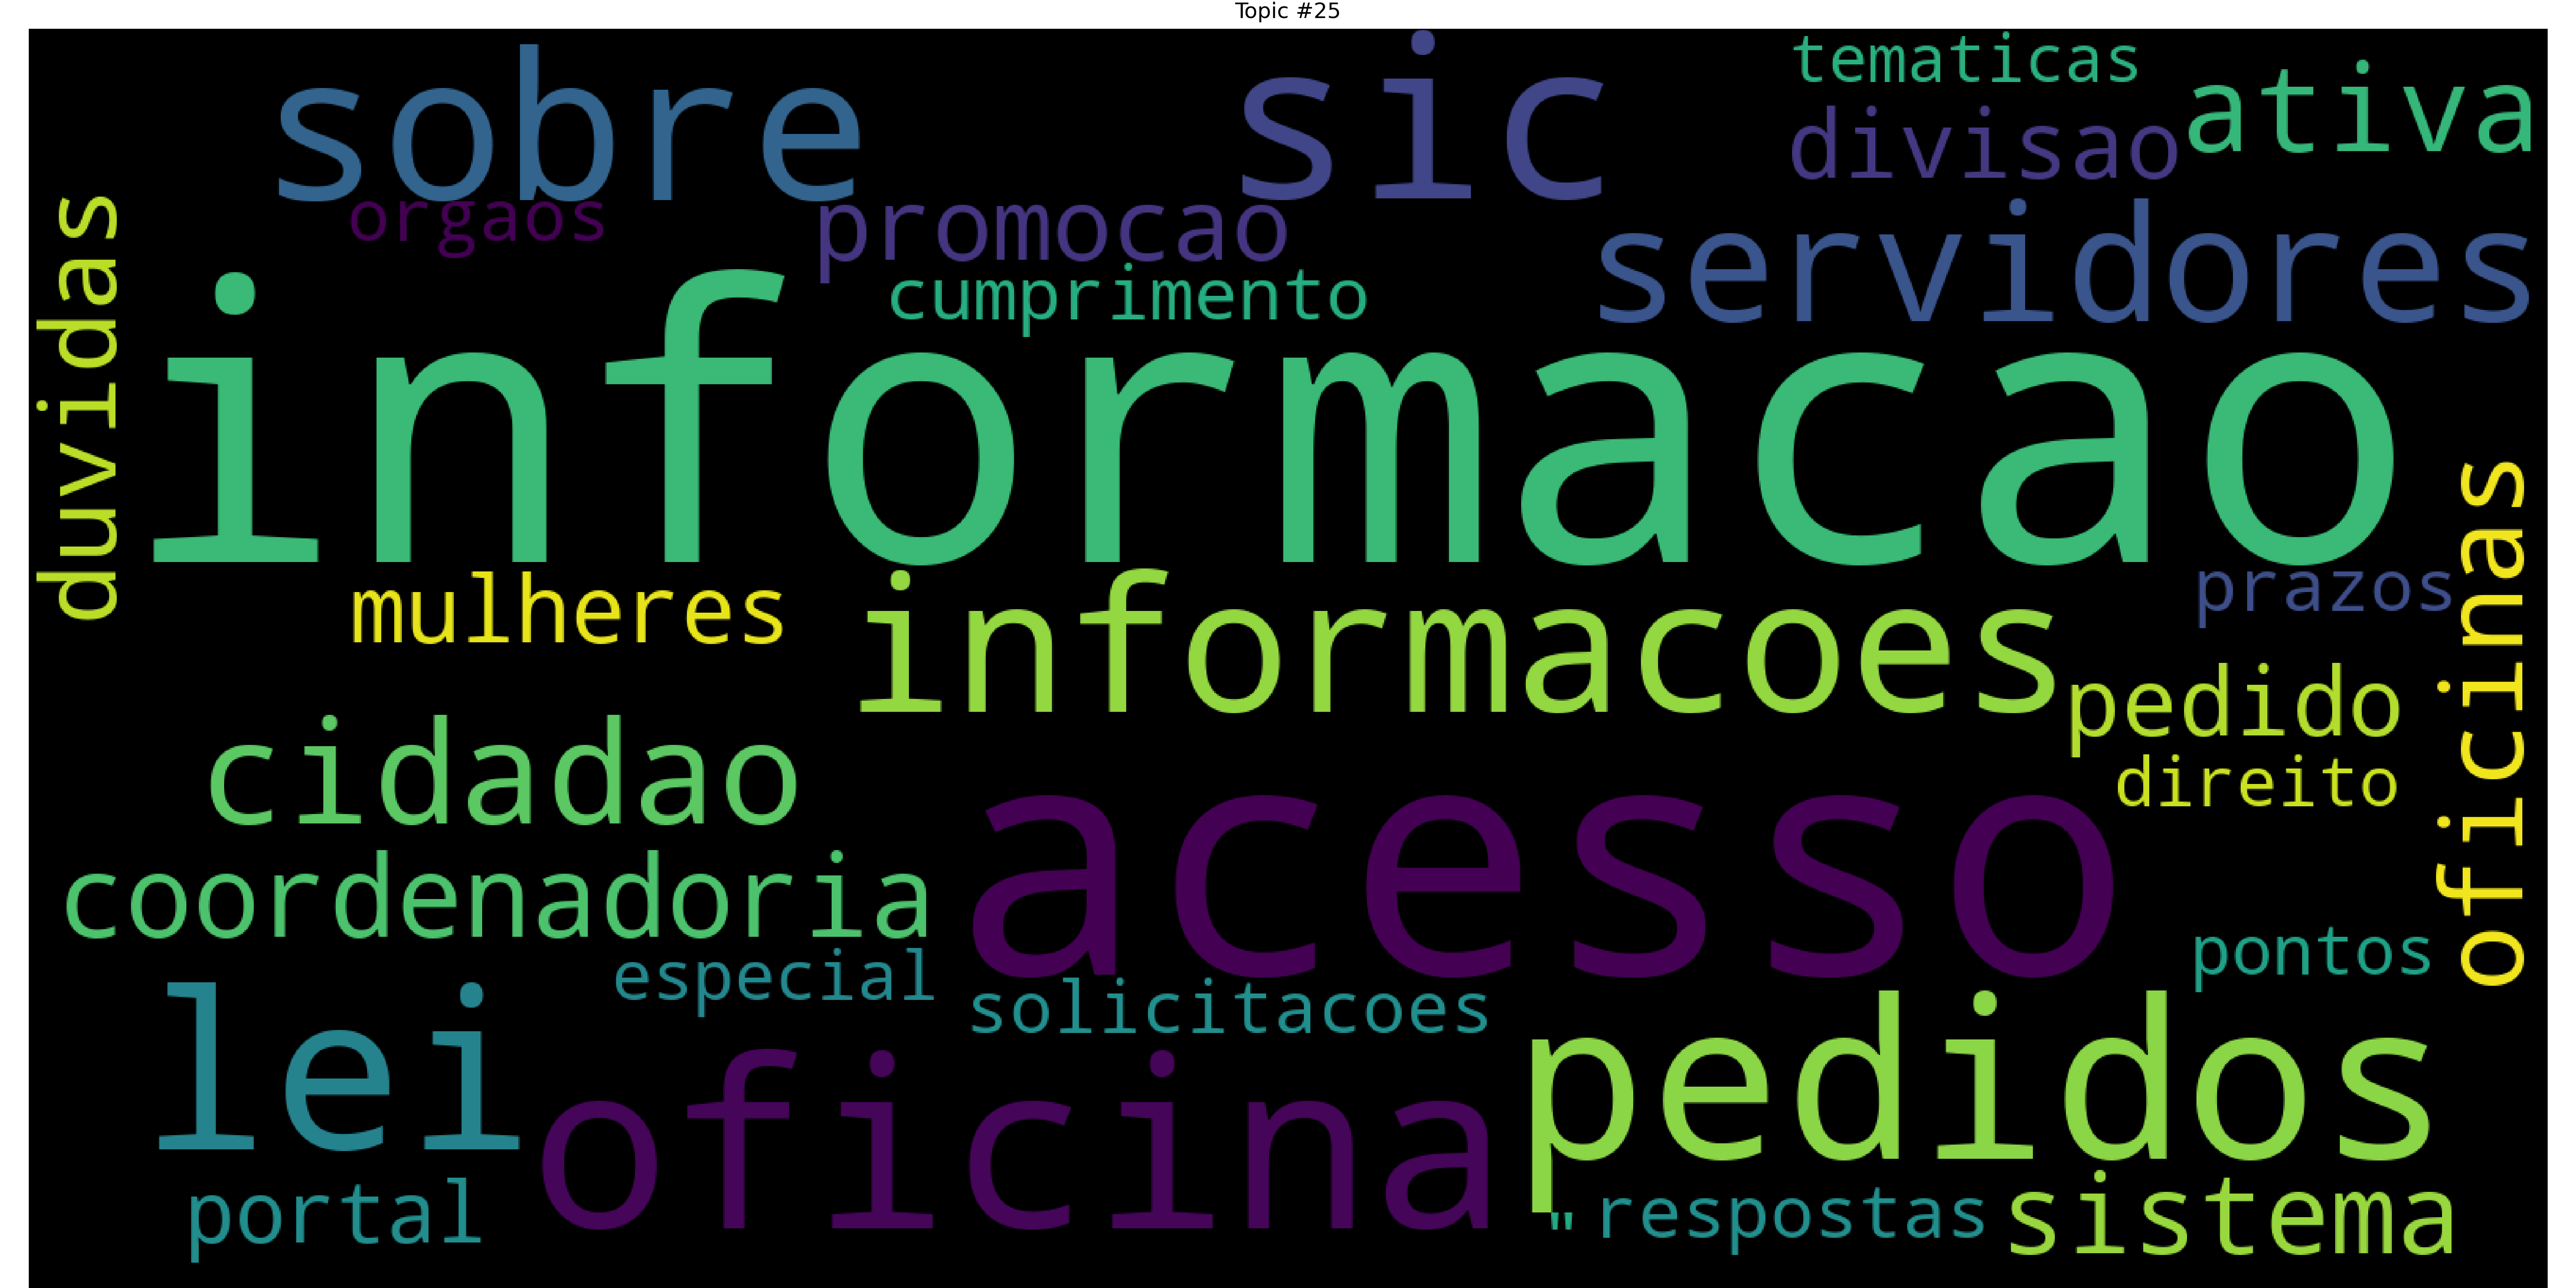 Topic #25
tematicas
sobre
sic
ativa
divisao
orgaos
promocao
servidores
duvidas
cumprimento
informacao
mulheres
informacoes
prazos
oficinas
pedido
cidadao
direito
acesso
coordenadoria
pontos
especial
solicitacoes
lei
pedidos
oficina
portal
"
respostas
sistema